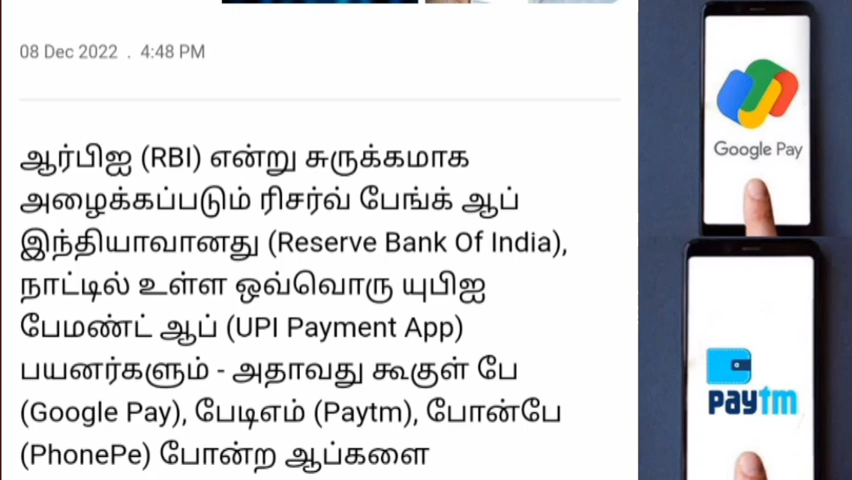 08 Dec 2022 . 4:48 PM
ஆர்பிஐ (RBI) என்று சுருக்கமாக
அழைக்கப்படும் ரிசர்வ் பேங்க் ஆப்
இந்தியாவானது (Reserve Bank Of India),
நாட்டில் உள்ள ஒவ்வொரு யுபிஐ
பேமண்ட் ஆப் (UPI Payment App)
பயனர்களும் - அதாவது கூகுள் பே
(Google Pay), பேடிஎம் (Paytm), போன்பே
(PhonePe) போன்ற ஆப்களை
Google Pay
paytm